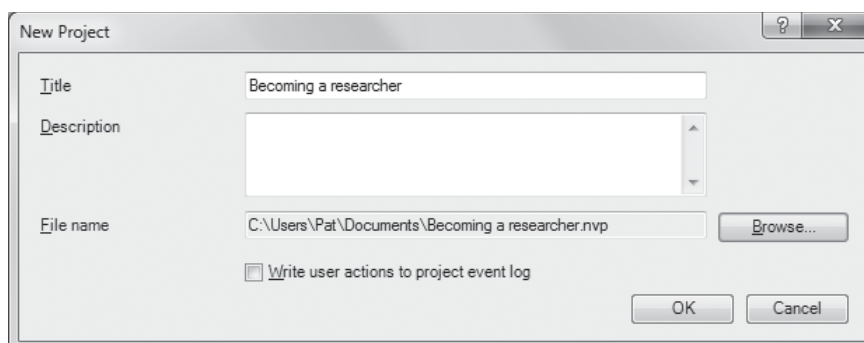 New Project
Title Becoming a researcher
Description
File name C:\Users\Pat\Documents\Becoming a researcher.nvp Browse...
Write user actions to project event log
OK Cancel